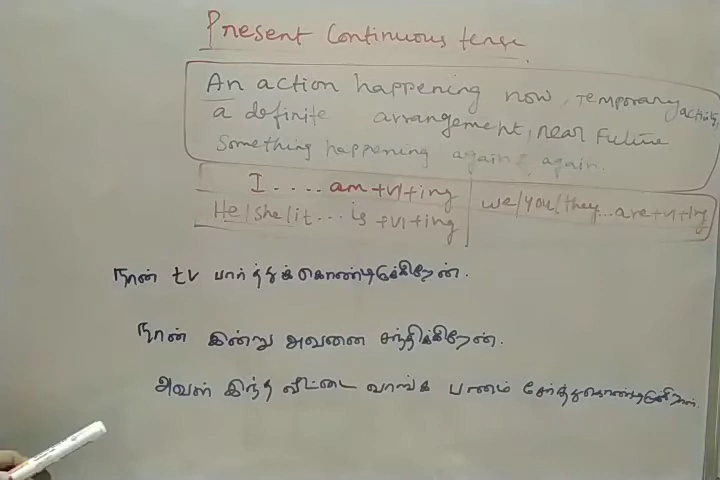 Present Continuous tense.
An action happening now, Temporary activity,
a definite arrangement, near Future
Something happening again & again.
I .... am +v1+ing
we/you/they...are+v1+ing
He/she/it... is +v1+ing
நான் tv பார்த்துக்கொண்டிருக்கிறேன்.
நான் இன்று அவனை சந்திக்கிறேன்.
அவள் இந்த வீட்டை வாங்க பணம் சேர்த்துகொண்டிருக்கிறாள்.